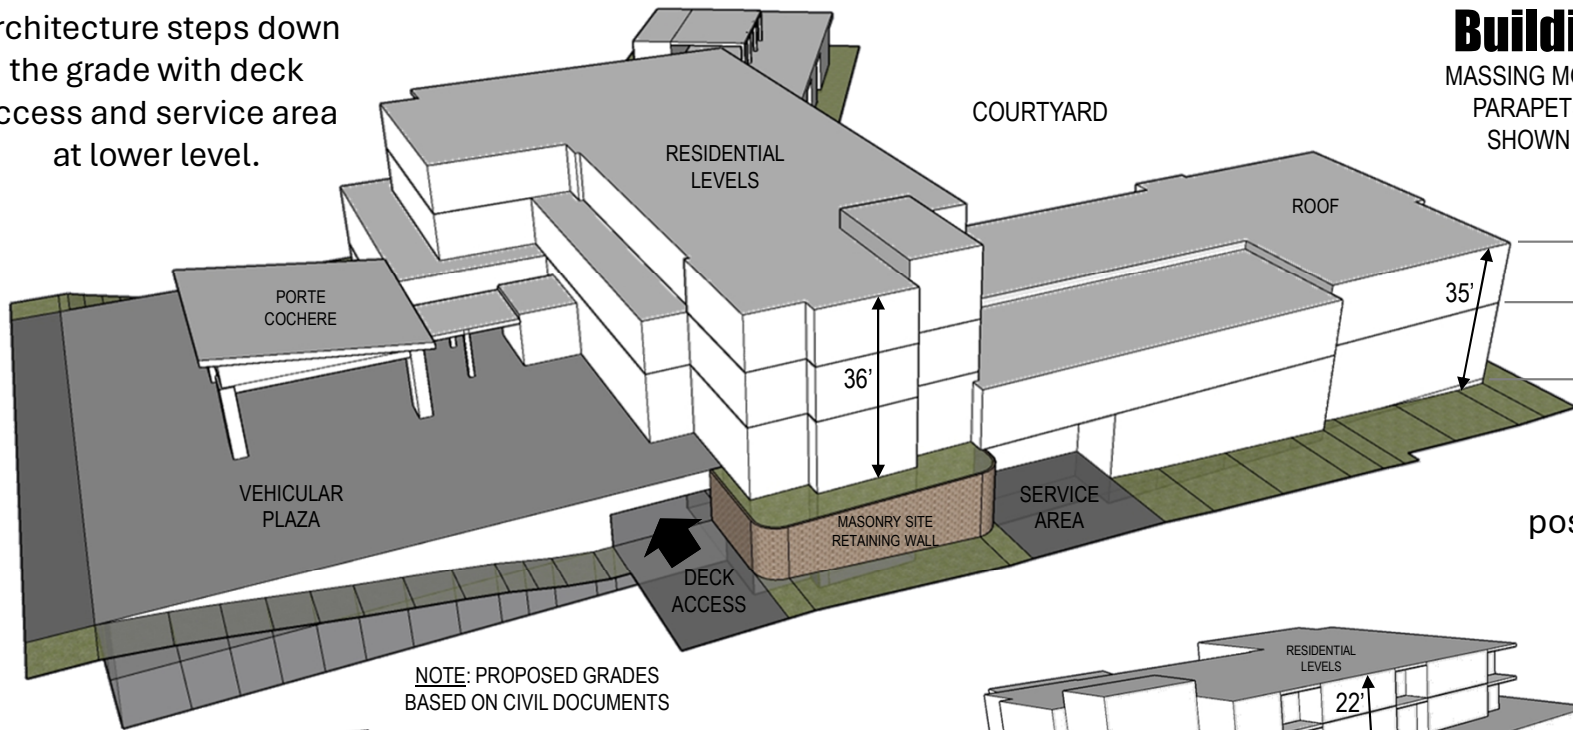 rchitecture steps down
the grade with deck
ccess and service area
at lower level.
Buildi
MASSING MO
PARAPET
SHOWN
COURTYARD
RESIDENTIAL
LEVELS
ROOF
PORTE
COCHERE
35'
36'
VEHICULAR
PLAZA
SERVICE
AREA
MASONRY SITE
RETAINING WALL
pos
DECK
ACCESS
NOTE: PROPOSED GRADES
BASED ON CIVIL DOCUMENTS
RESIDENTIAL
LEVELS
22'